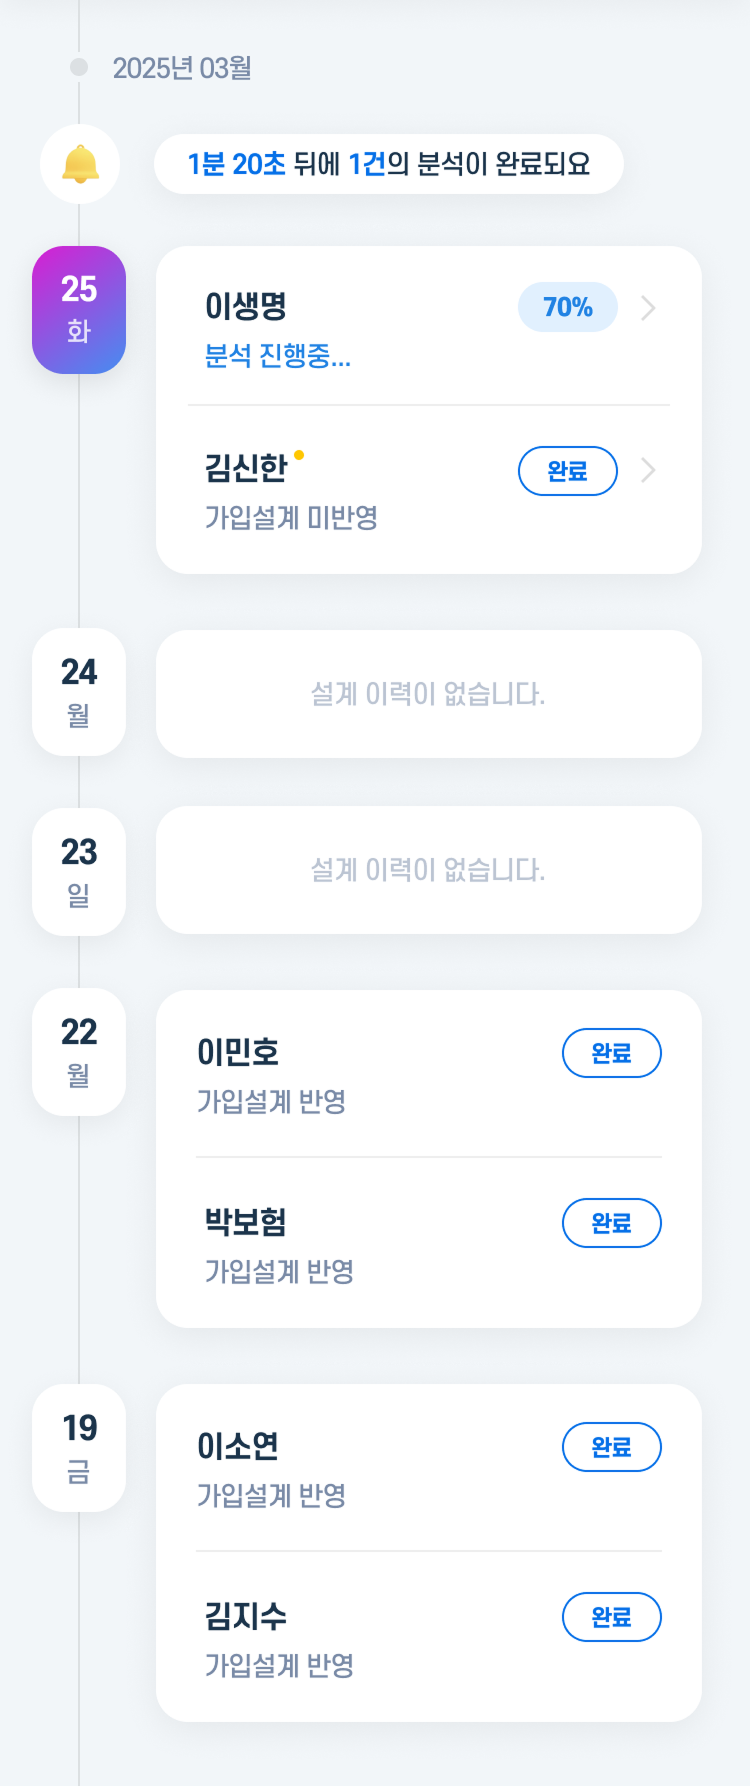 2025년 03월
1분 20초 뒤에 1건의 분석이 완료되요
25
화
이생명
70%
분석 진행중...
김신한
완료
가입설계 미반영
24
월
설계 이력이 없습니다.
23
일
설계 이력이 없습니다.
22
월
이민호
완료
가입설계 반영
박보험
완료
가입설계 반영
19
금
이소연
완료
가입설계 반영
김지수
완료
가입설계 반영